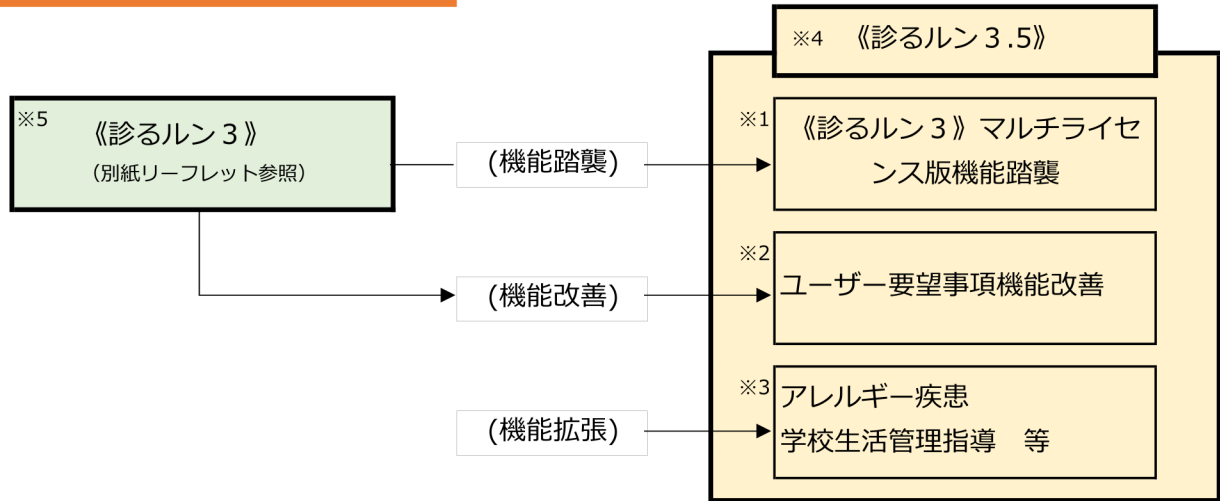 ※4 《診るルン３.5》
※5 《診るルン３》
(別紙リーフレット参照)
(機能踏襲)
※1 《診るルン３》マルチライセ
ンス版機能踏襲
(機能改善)
※2 ユーザー要望事項機能改善
(機能拡張)
※3 アレルギー疾患
学校生活管理指導　等